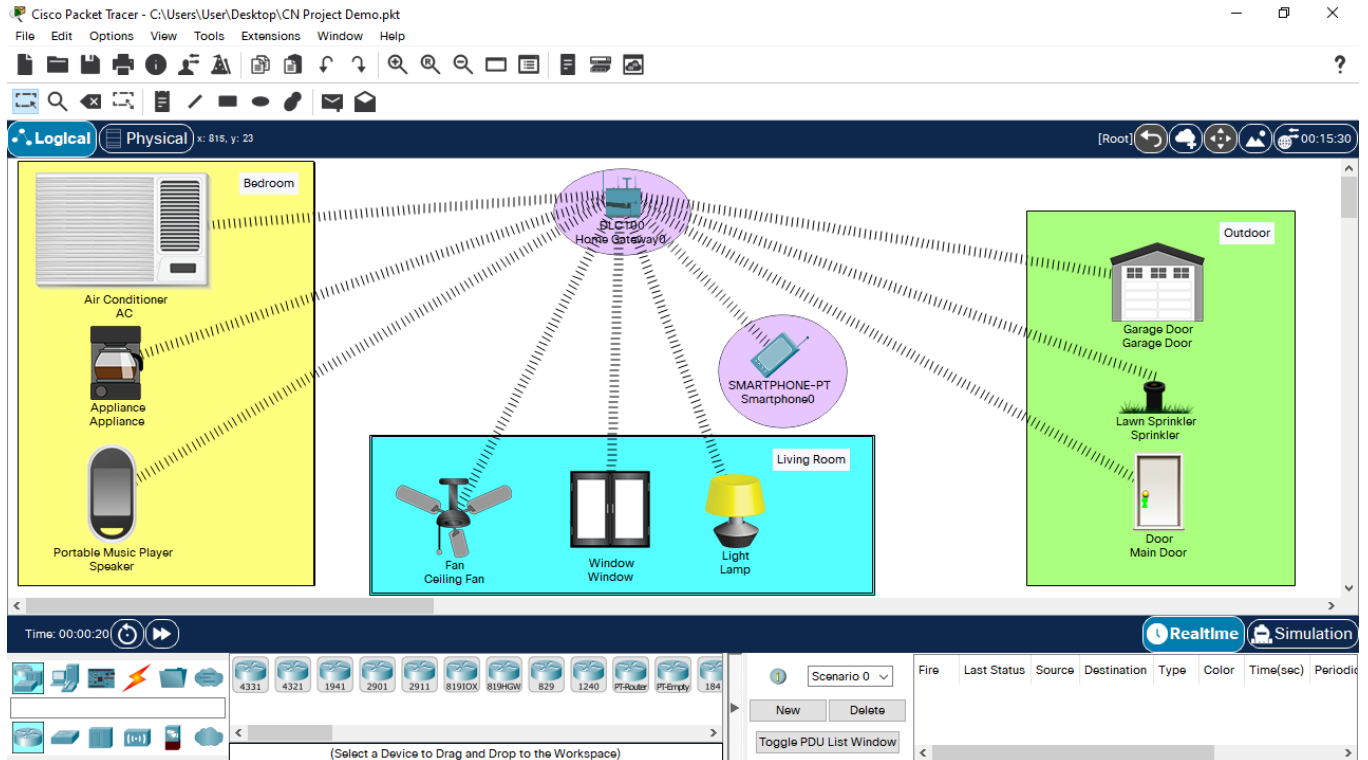 Cisco Packet Tracer - C:\Users\User\Desktop\CN Project Demo.pkt
File Edit Options View Tools Extensions Window Help
Logical Physical x: 815, y: 23
[Root] 00:15:30
Bedroom
Air Conditioner
AC
Appliance
Appliance
Portable Music Player
Speaker
DLC100
Home Gateway0
SMARTPHONE-PT
Smartphone0
Living Room
Fan
Ceiling Fan
Window
Window
Light
Lamp
Outdoor
Garage Door
Garage Door
Lawn Sprinkler
Sprinkler
Door
Main Door
Time: 00:00:20
Realtime Simulation
4331 4321 1941 2901 2911 819IOX 819HGW 829 1240 PT-Router PT-Empty 184
(Select a Device to Drag and Drop to the Workspace)
Scenario 0
New Delete
Toggle PDU List Window
Fire Last Status Source Destination Type Color Time(sec) Periodic